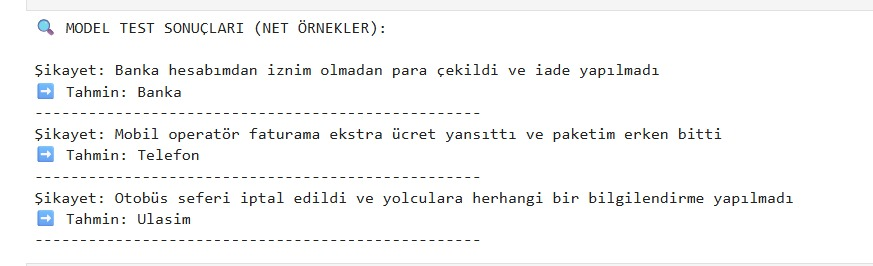 🔍 MODEL TEST SONUÇLARI (NET ÖRNEKLER):
Şikayet: Banka hesabımdan iznim olmadan para çekildi ve iade yapılmadı
➡️ Tahmin: Banka
--------------------------------------------------
Şikayet: Mobil operatör faturama ekstra ücret yansıttı ve paketim erken bitti
➡️ Tahmin: Telefon
--------------------------------------------------
Şikayet: Otobüs seferi iptal edildi ve yolculara herhangi bir bilgilendirme yapılmadı
➡️ Tahmin: Ulasim
--------------------------------------------------